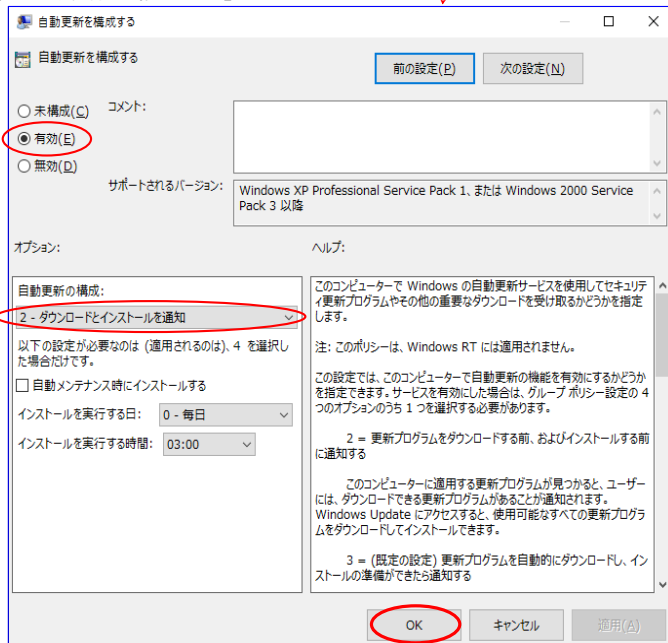 自動更新を構成する
自動更新を構成する
前の設定(P)
次の設定(N)
未構成(C)
コメント:
有効(E)
無効(D)
サポートされるバージョン:
Windows XP Professional Service Pack 1、または Windows 2000 Service
Pack 3 以降
オプション:
ヘルプ:
自動更新の構成:
2 - ダウンロードとインストールを通知
以下の設定が必要なのは (適用されるのは)、4 を選択し
た場合だけです。
自動メンテナンス時にインストールする
インストールを実行する日:
0 - 毎日
インストールを実行する時間:
03:00
このコンピューターで Windows の自動更新サービスを使用してセキュリテ
ィ更新プログラムやその他の重要なダウンロードを受け取るかどうかを指定
します。
注: このポリシーは、Windows RT には適用されません。
この設定では、このコンピューターで自動更新の機能を有効にするかどうか
を指定できます。サービスを有効にした場合は、グループ ポリシー設定の 4
つのオプションのうち 1 つを選択する必要があります。
2 = 更新プログラムをダウンロードする前、およびインストールする前
に通知する
このコンピューターに適用する更新プログラムが見つかると、ユーザー
には、ダウンロードできる更新プログラムがあることが通知されます。
Windows Update にアクセスすると、使用可能なすべての更新プログラ
ムをダウンロードしてインストールできます。
3 = (既定の設定) 更新プログラムを自動的にダウンロードし、イン
ストールの準備ができたら通知する
OK
キャンセル
適用(A)